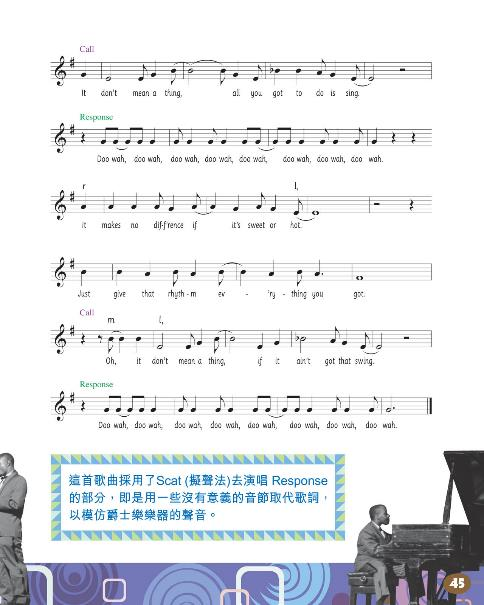 Call
It don't mean a thing, all you got to do is sing.
Response
Doo wah, doo wah, doo wah, doo wah, doo wah, doo wah, doo wah, doo wah.
r l,
it makes no diff'rence if it's sweet or hot.
Just give that rhyth - m ev - 'ry - thing you got.
Call
m l,
Oh, it don't mean a thing, if it ain't got that swing.
Response
Doo wah, doo wah, doo wah, doo wah, doo wah, doo wah, doo wah, doo wah.
這首歌曲採用了Scat (擬聲法)去演唱 Response
的部分，即是用一些沒有意義的音節取代歌詞，
以模仿爵士樂樂器的聲音。
45